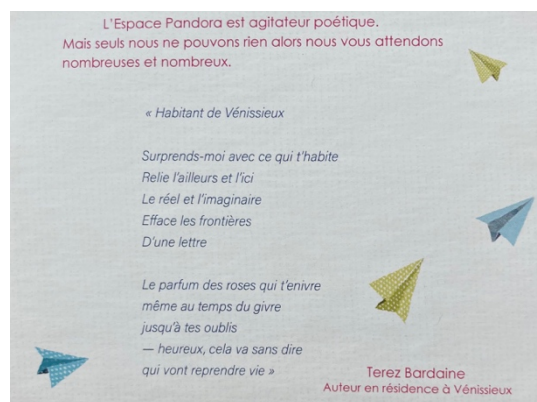 L'Espace Pandora est agitateur poétique.
Mais seuls nous ne pouvons rien alors nous vous attendons
nombreuses et nombreux.
« Habitant de Vénissieux
Surprends-moi avec ce qui t'habite
Relie l'ailleurs et l'ici
Le réel et l'imaginaire
Efface les frontières
D'une lettre
Le parfum des roses qui t'enivre
même au temps du givre
jusqu'à tes oublis
— heureux, cela va sans dire
qui vont reprendre vie »
Terez Bardaine
Auteur en résidence à Vénissieux